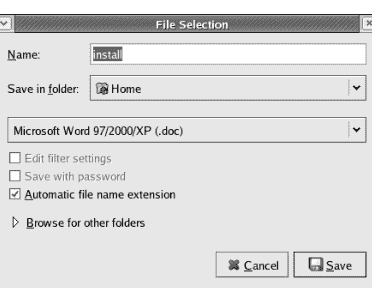 File Selection
Name: install
Save in folder: Home
Microsoft Word 97/2000/XP (.doc)
Edit filter settings
Save with password
Automatic file name extension
Browse for other folders
Cancel Save